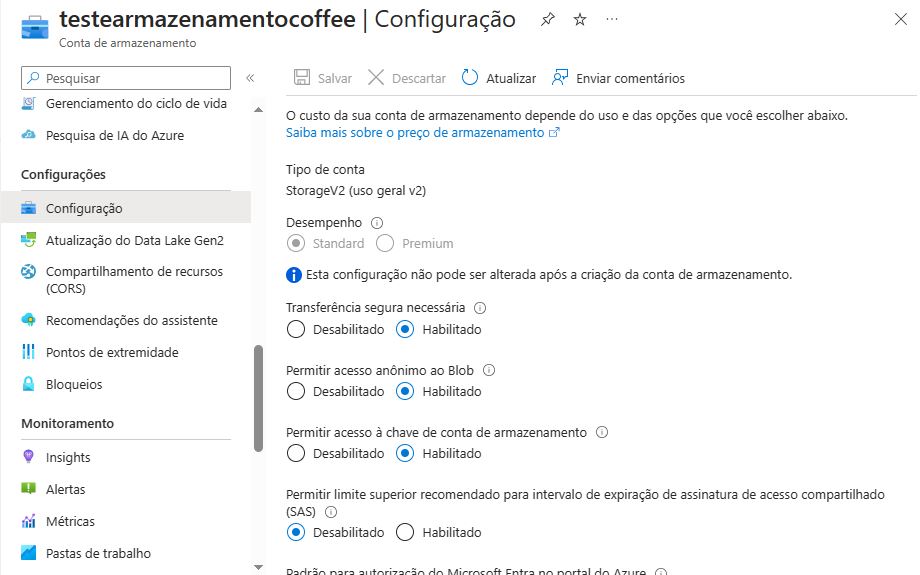 testearmazenamentocoffee | Configuração
Conta de armazenamento
Pesquisar
Gerenciamento do ciclo de vida
Pesquisa de IA do Azure
Configurações
Configuração
Atualização do Data Lake Gen2
Compartilhamento de recursos
(CORS)
Recomendações do assistente
Pontos de extremidade
Bloqueios
Monitoramento
Insights
Alertas
Métricas
Pastas de trabalho
Salvar Descartar Atualizar Enviar comentários
O custo da sua conta de armazenamento depende do uso e das opções que você escolher abaixo.
Saiba mais sobre o preço de armazenamento
Tipo de conta
StorageV2 (uso geral v2)
Desempenho
Standard Premium
Esta configuração não pode ser alterada após a criação da conta de armazenamento.
Transferência segura necessária
Desabilitado Habilitado
Permitir acesso anônimo ao Blob
Desabilitado Habilitado
Permitir acesso à chave de conta de armazenamento
Desabilitado Habilitado
Permitir limite superior recomendado para intervalo de expiração de assinatura de acesso compartilhado
(SAS)
Desabilitado Habilitado
Padrão para autorização do Microsoft Entra no portal do Azure